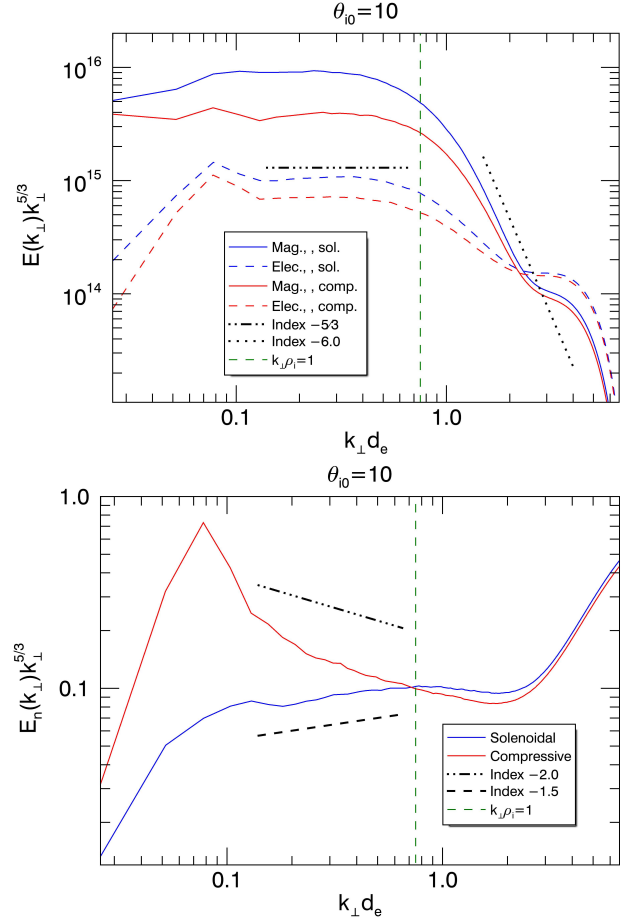 θi0=10
10^16
10^15
10^14
E(k⊥)k⊥^5/3
Mag., , sol.
Elec., , sol.
Mag., , comp.
Elec., , comp.
Index −5/3
Index −6.0
k⊥ρi=1
0.1
1.0
k⊥de
θi0=10
1.0
0.1
En(k⊥)k⊥^5/3
Solenoidal
Compressive
Index −2.0
Index −1.5
k⊥ρi=1
0.1
1.0
k⊥de